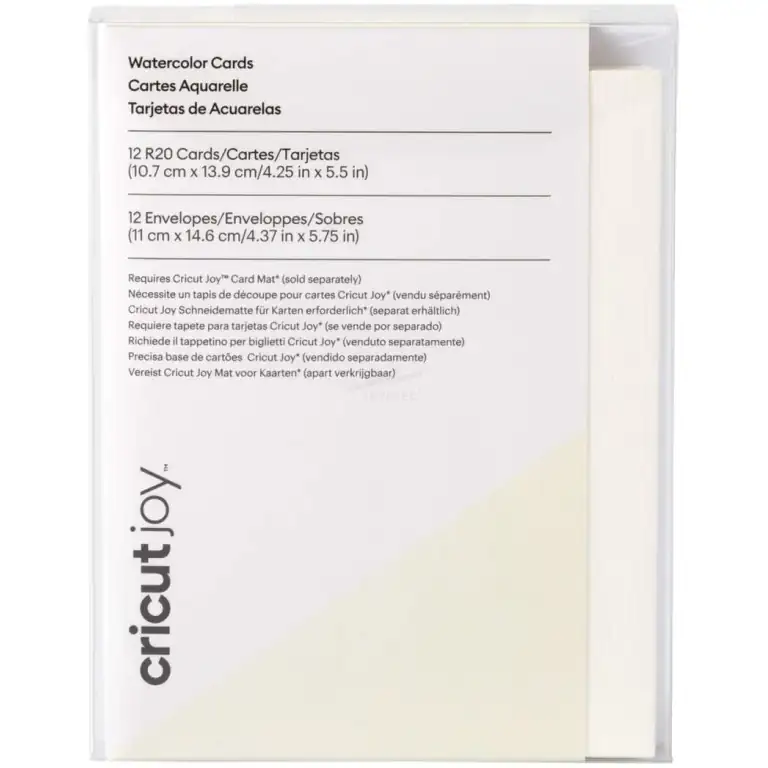 Watercolor Cards
Cartes Aquarelle
Tarjetas de Acuarelas
12 R20 Cards/Cartes/Tarjetas
(10.7 cm x 13.9 cm/4.25 in x 5.5 in)
12 Envelopes/Enveloppes/Sobres
(11 cm x 14.6 cm/4.37 in x 5.75 in)
Requires Cricut Joy™ Card Mat* (sold separately)
Nécessite un tapis de découpe pour cartes Cricut Joy* (vendu séparément)
Cricut Joy Schneidematte für Karten erforderlich* (separat erhältlich)
Requiere tapete para tarjetas Cricut Joy* (se vende por separado)
Richiede il tappetino per biglietti Cricut Joy* (venduto separatamente)
Precisa base de cartões Cricut Joy* (vendido separadamente)
Vereist Cricut Joy Mat voor Kaarten* (apart verkrijgbaar)
cricut joy™